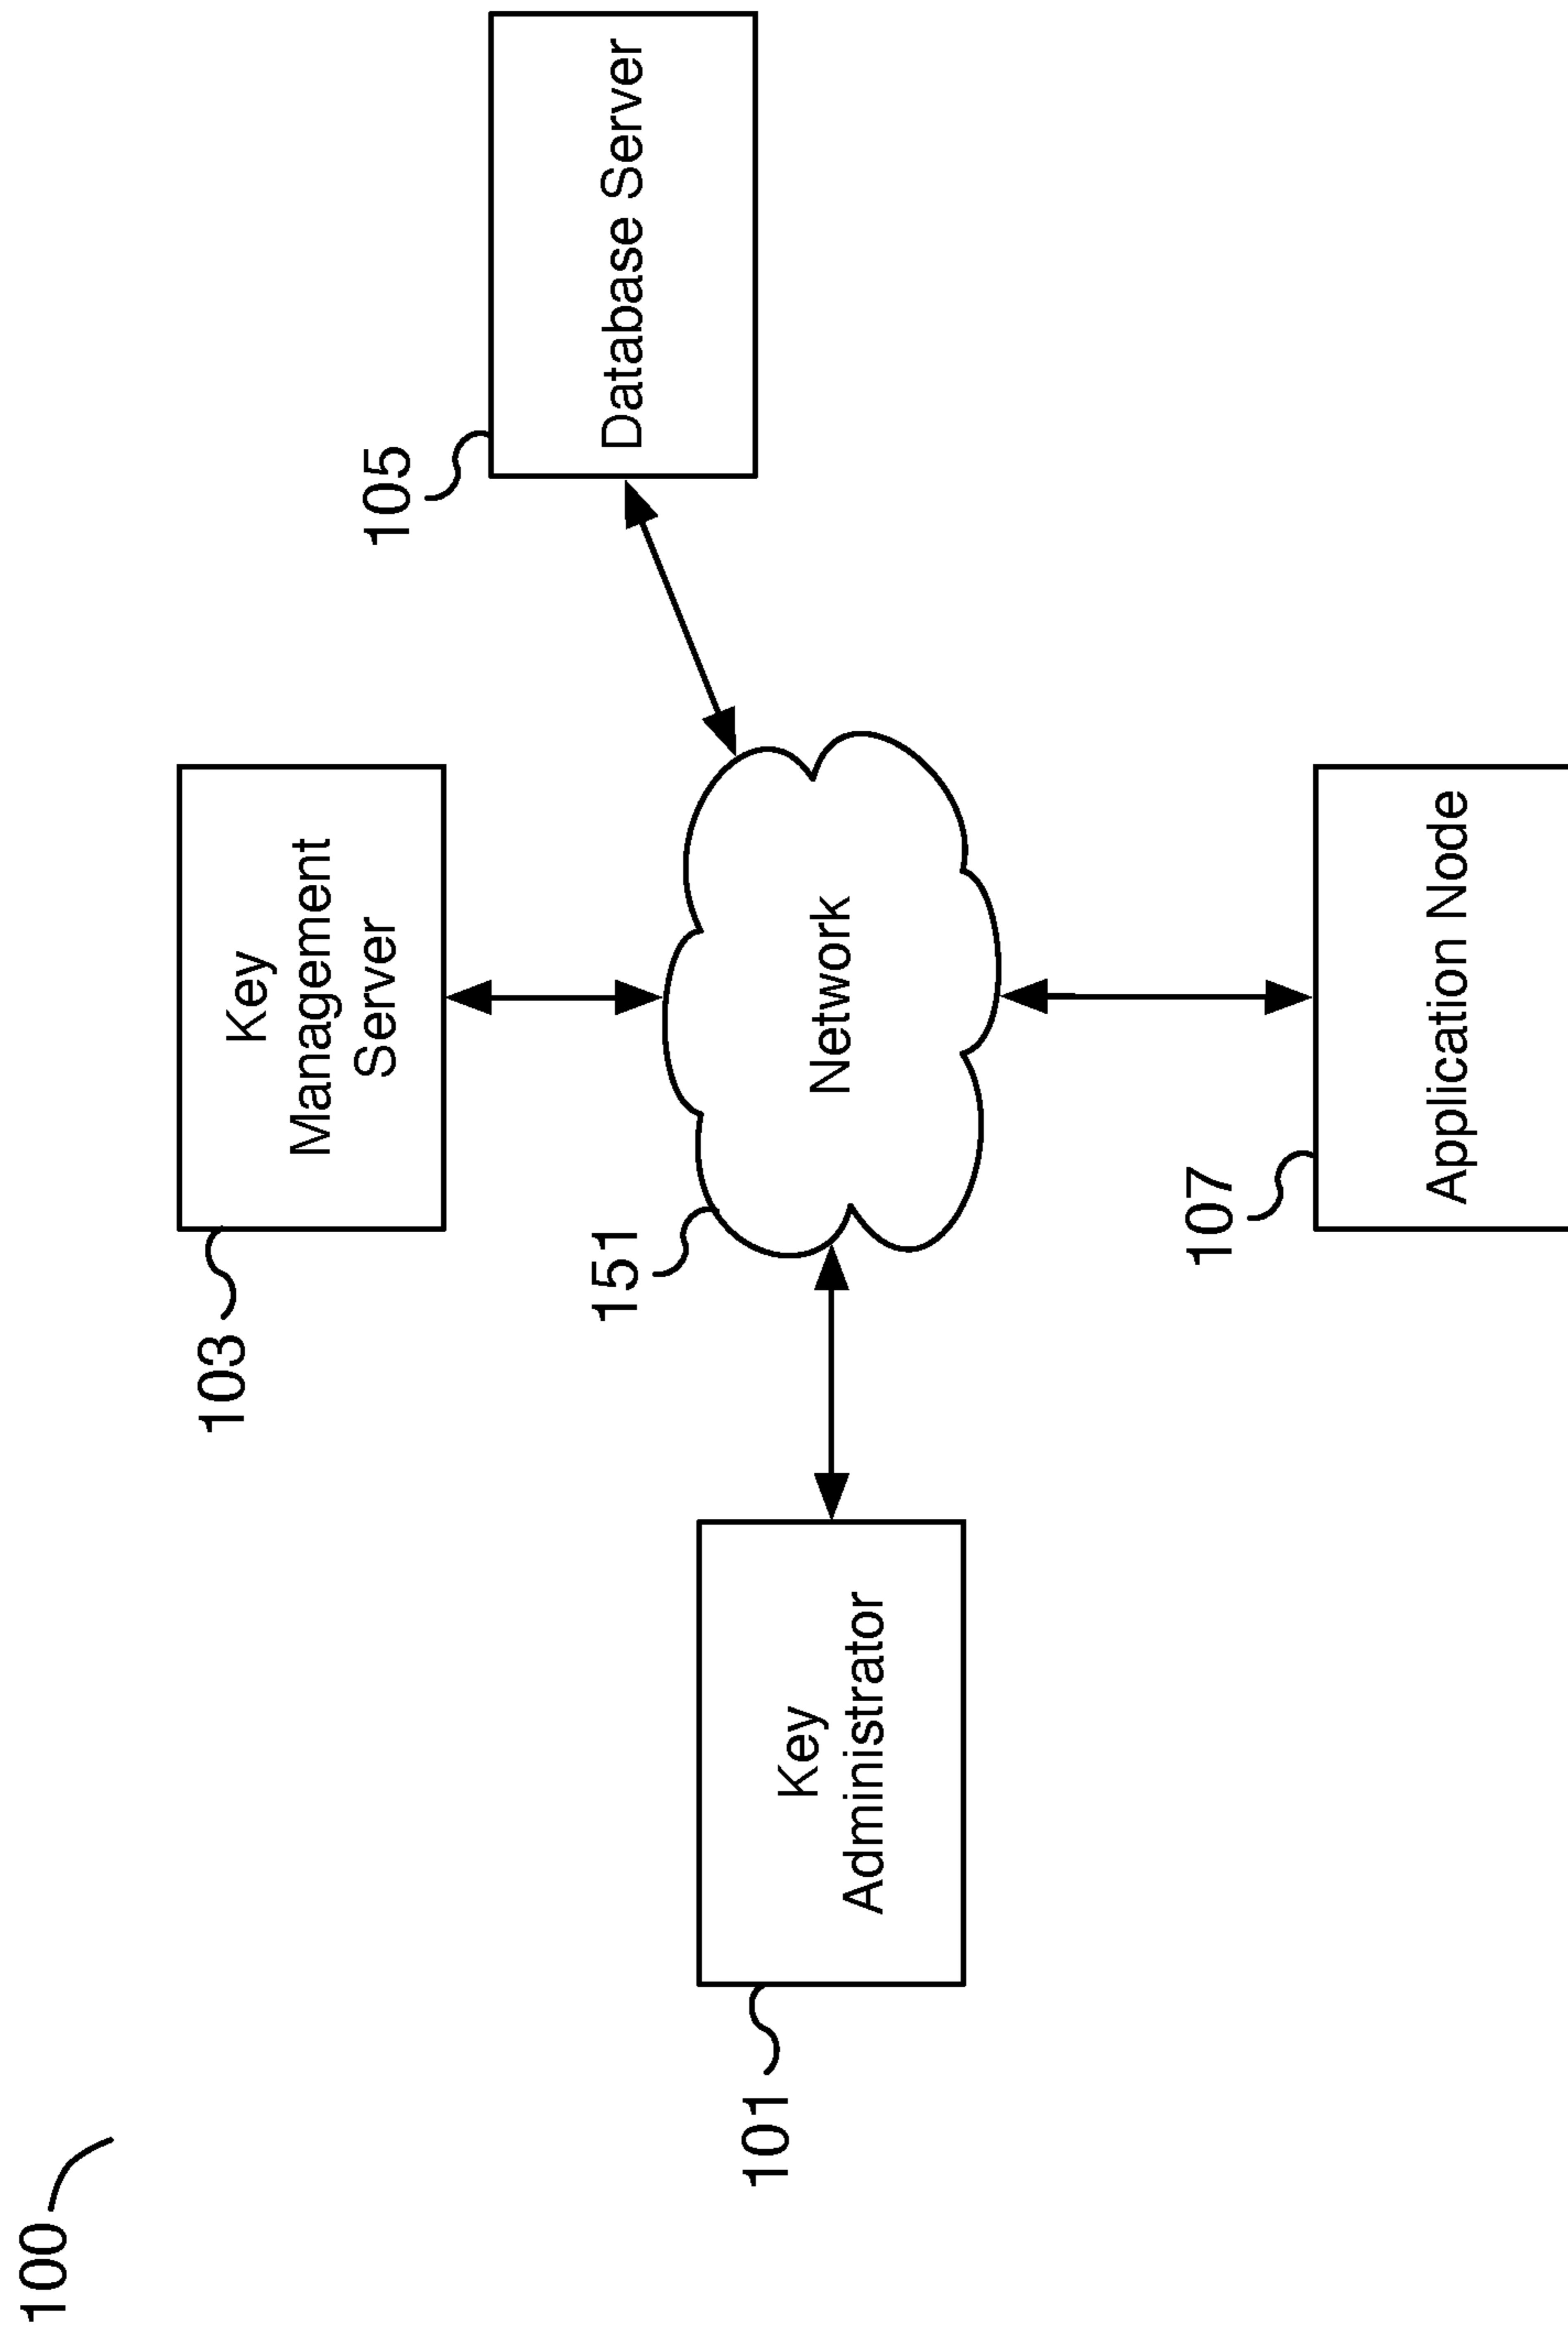 100
103
Key
Management
Server
105
Database Server
151
Network
101
Key
Administrator
107
Application Node